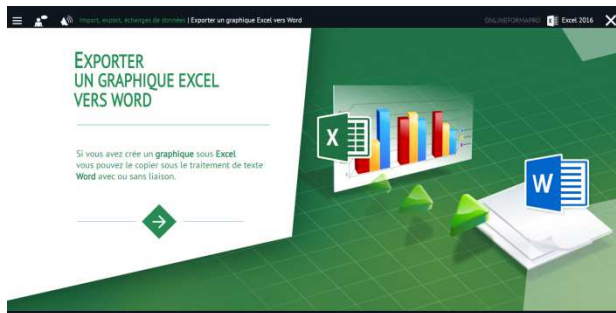 Import, export, échanges de données | Exporter un graphique Excel vers Word
ONLINEFORMAPRO Excel 2016
EXPORTER
UN GRAPHIQUE EXCEL
VERS WORD
Si vous avez crée un graphique sous Excel
vous pouvez le copier sous le traitement de texte
Word avec ou sans liaison.
X
W